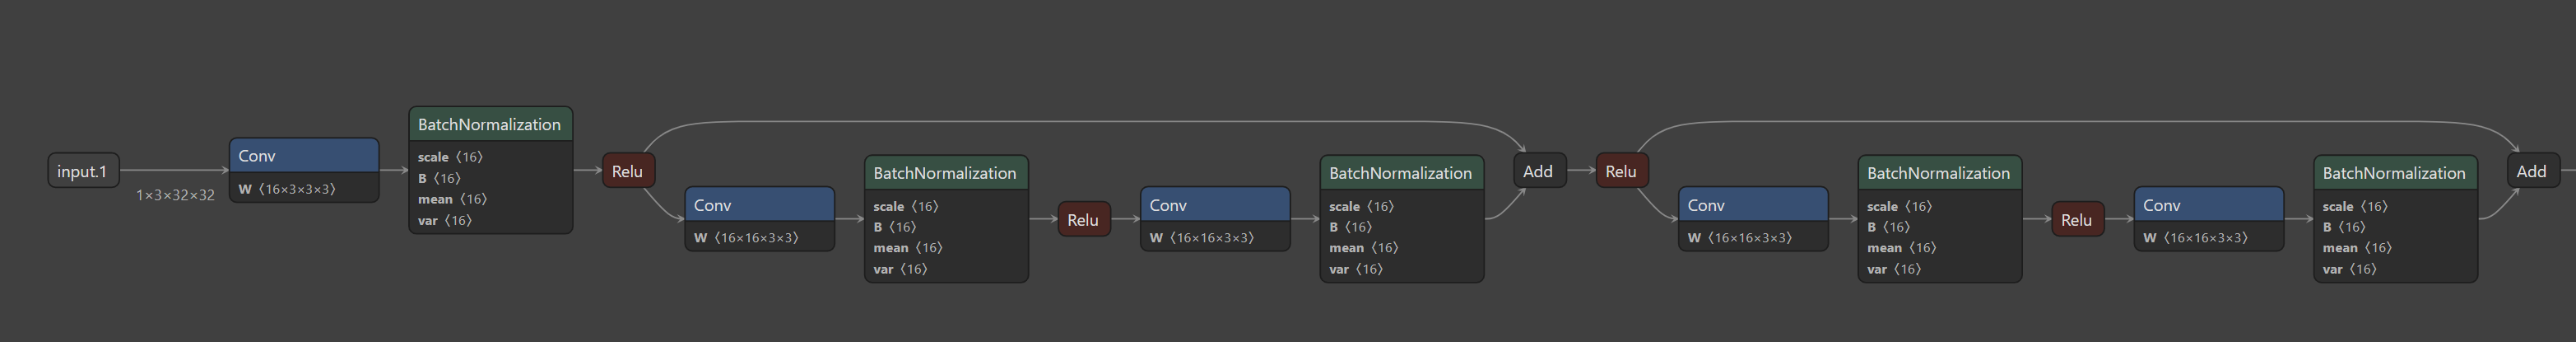 input.1
1×3×32×32
Conv
W 〈16×3×3×3〉
BatchNormalization
scale 〈16〉
B 〈16〉
mean 〈16〉
var 〈16〉
Relu
Conv
W 〈16×16×3×3〉
BatchNormalization
scale 〈16〉
B 〈16〉
mean 〈16〉
var 〈16〉
Relu
Conv
W 〈16×16×3×3〉
BatchNormalization
scale 〈16〉
B 〈16〉
mean 〈16〉
var 〈16〉
Add
Relu
Conv
W 〈16×16×3×3〉
BatchNormalization
scale 〈16〉
B 〈16〉
mean 〈16〉
var 〈16〉
Relu
Conv
W 〈16×16×3×3〉
BatchNormalization
scale 〈16〉
B 〈16〉
mean 〈16〉
var 〈16〉
Add